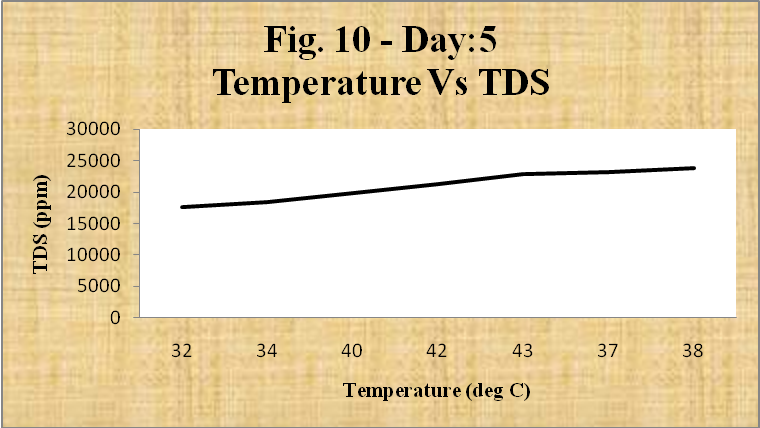 Fig. 10 - Day:5
Temperature Vs TDS
30000
25000
20000
15000
10000
5000
0
TDS (ppm)
32 34 40 42 43 37 38
Temperature (deg C)